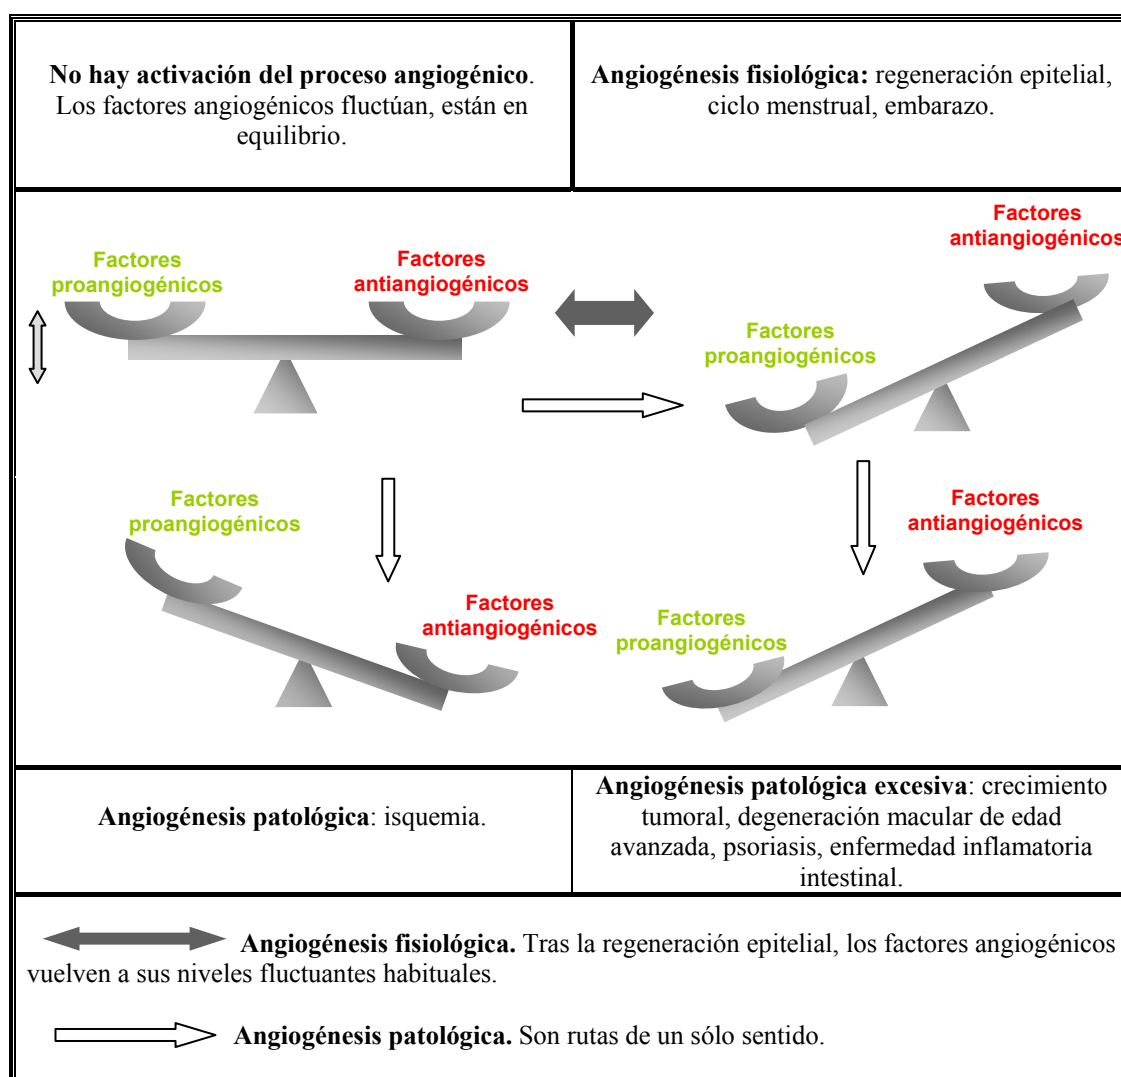 No hay activación del proceso angiogénico.
Los factores angiogénicos fluctúan, están en
equilibrio.
Angiogénesis fisiológica: regeneración epitelial,
ciclo menstrual, embarazo.
Factores
proangiogénicos
Factores
antiangiogénicos
Factores
antiangiogénicos
Factores
proangiogénicos
Factores
proangiogénicos
Factores
antiangiogénicos
Factores
antiangiogénicos
Factores
proangiogénicos
Angiogénesis patológica: isquemia.
Angiogénesis patológica excesiva: crecimiento
tumoral, degeneración macular de edad
avanzada, psoriasis, enfermedad inflamatoria
intestinal.
Angiogénesis fisiológica. Tras la regeneración epitelial, los factores angiogénicos
vuelven a sus niveles fluctuantes habituales.
Angiogénesis patológica. Son rutas de un sólo sentido.